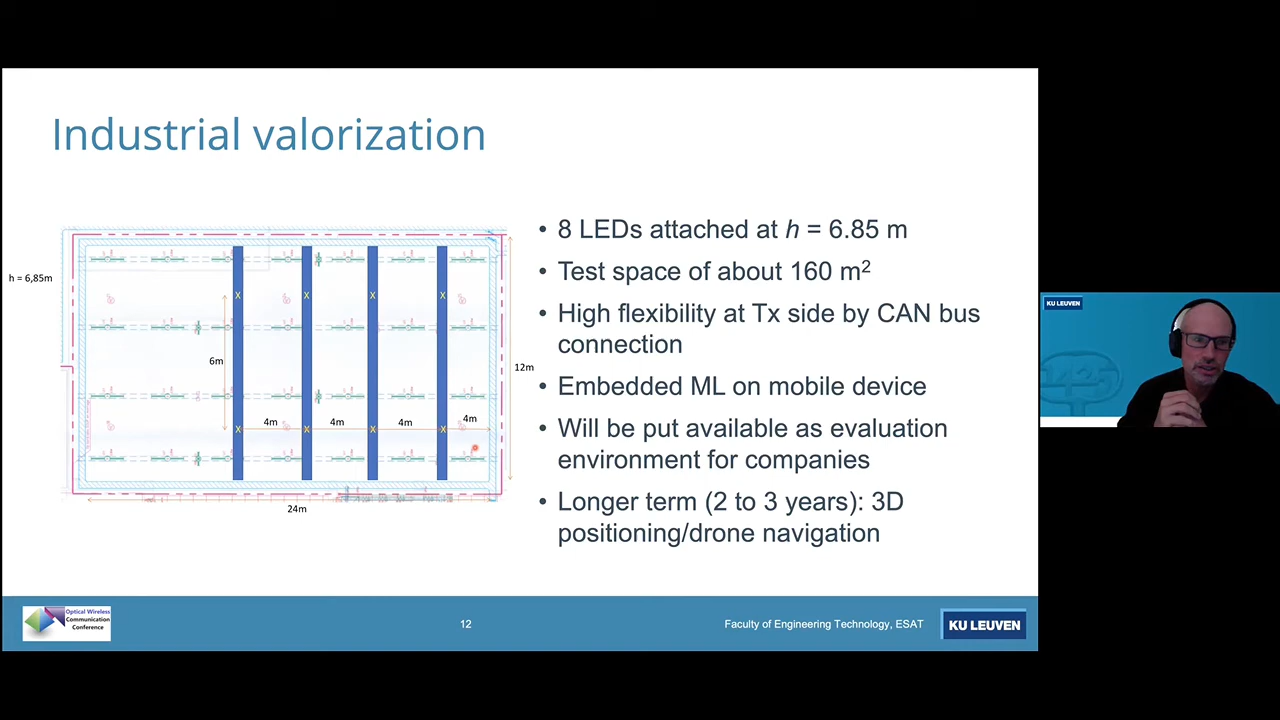 Industrial valorization
h = 6,85m
6m
4m
4m
4m
4m
12m
24m
X X X X
X X X X
• 8 LEDs attached at h = 6.85 m
• Test space of about 160 m²
• High flexibility at Tx side by CAN bus
connection
• Embedded ML on mobile device
• Will be put available as evaluation
environment for companies
• Longer term (2 to 3 years): 3D
positioning/drone navigation
Optical Wireless
Communication
Conference
12
Faculty of Engineering Technology, ESAT
KU LEUVEN
KU LEUVEN
1425